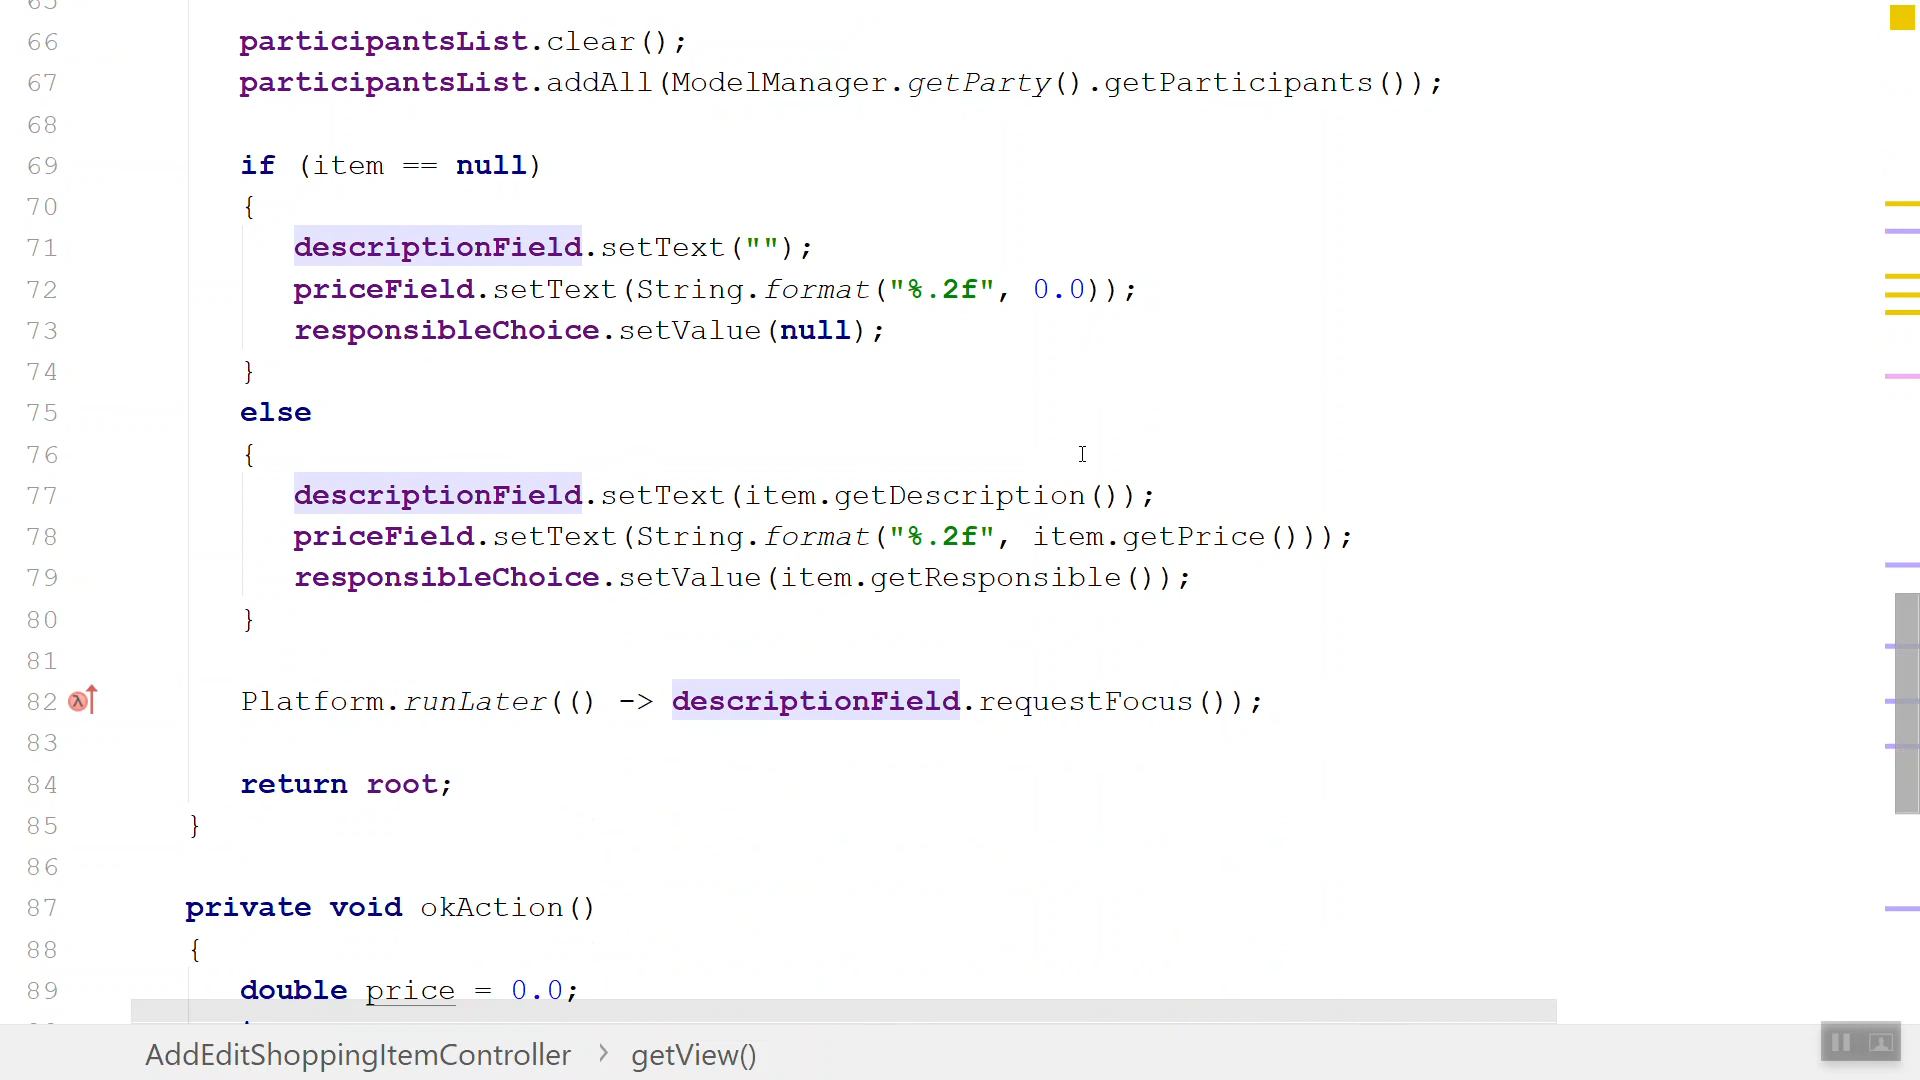 65
66 participantsList.clear();
67 participantsList.addAll(ModelManager.getParty().getParticipants());
68
69 if (item == null)
70 {
71 descriptionField.setText("");
72 priceField.setText(String.format("%.2f", 0.0));
73 responsibleChoice.setValue(null);
74 }
75 else
76 {
77 descriptionField.setText(item.getDescription());
78 priceField.setText(String.format("%.2f", item.getPrice()));
79 responsibleChoice.setValue(item.getResponsible());
80 }
81
82 Platform.runLater(() -> descriptionField.requestFocus());
83
84 return root;
85 }
86
87 private void okAction()
88 {
89 double price = 0.0;
AddEditShoppingItemController > getView()